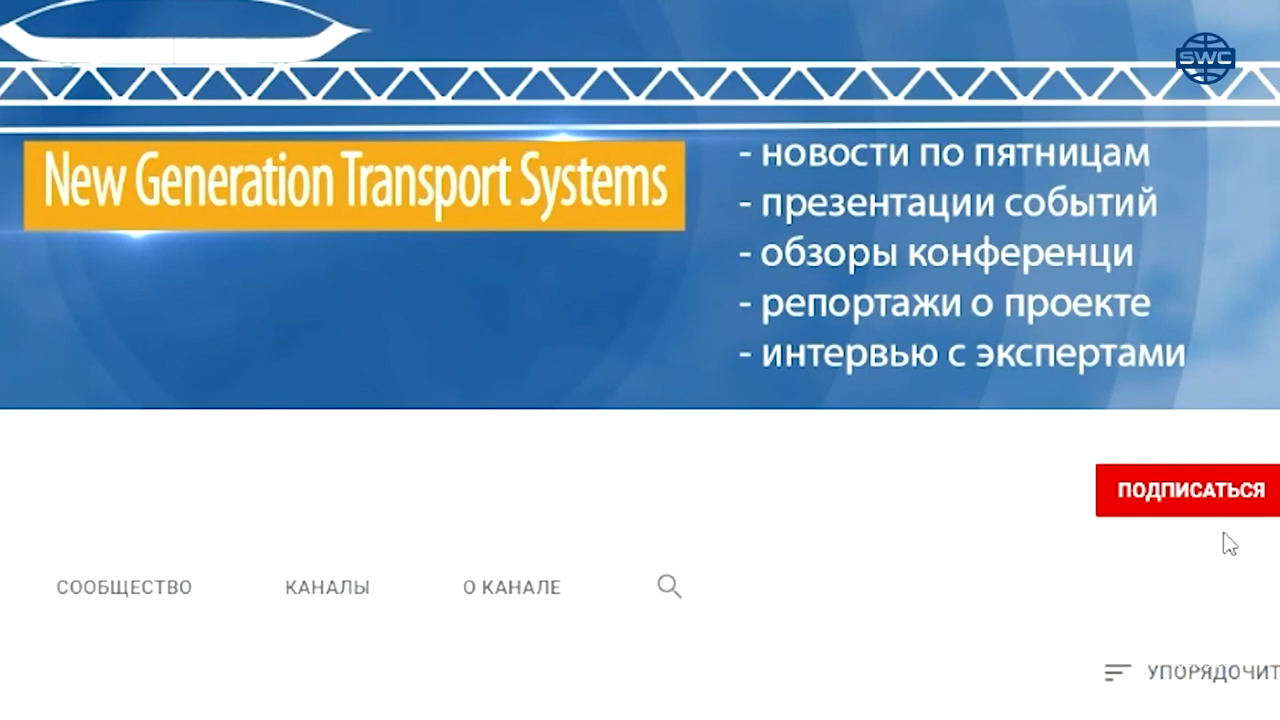 SWC
New Generation Transport Systems
- новости по пятницам
- презентации событий
- обзоры конференци
- репортажи о проекте
- интервью с экспертами
ПОДПИСАТЬСЯ
СООБЩЕСТВО
КАНАЛЫ
О КАНАЛЕ
УПОРЯДОЧИТ